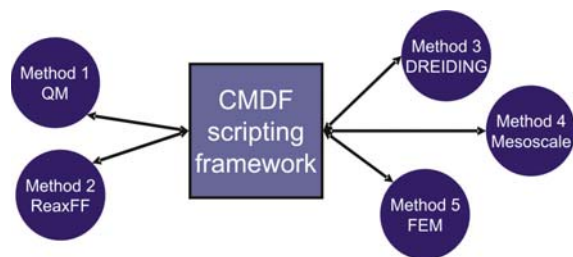 Method 1
QM
Method 2
ReaxFF
CMDF
scripting
framework
Method 3
DREIDING
Method 4
Mesoscale
Method 5
FEM